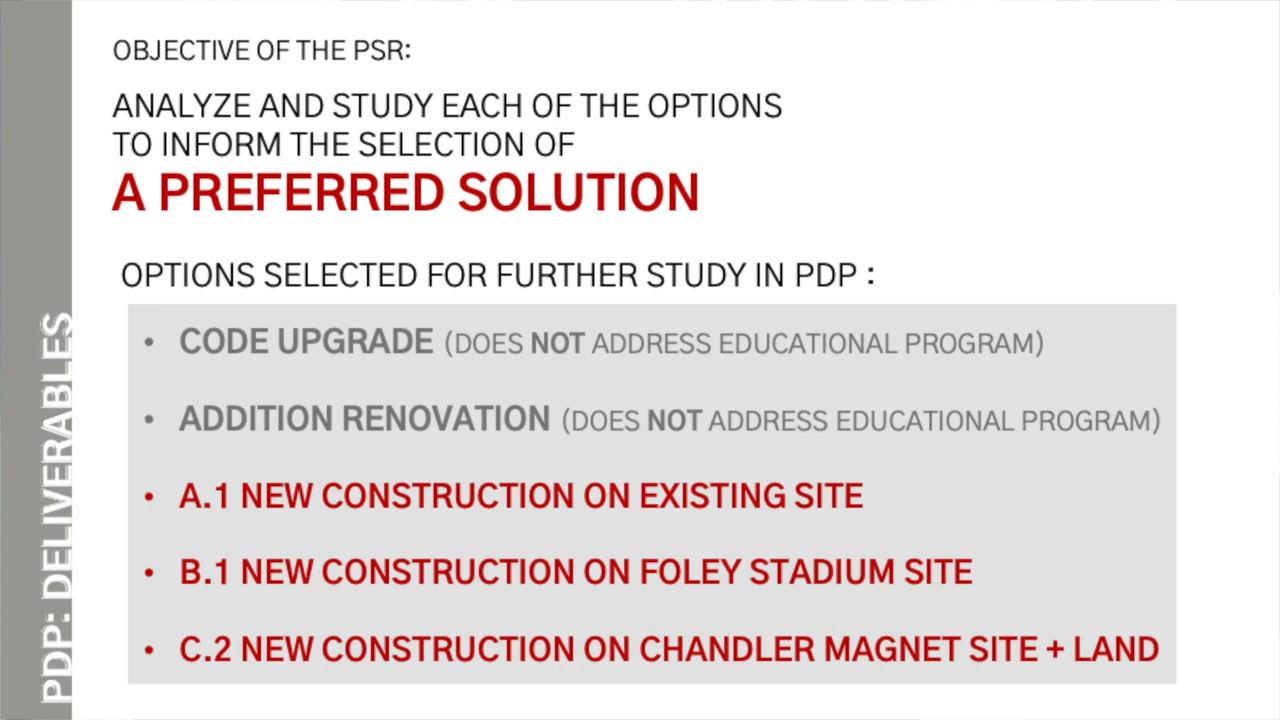 OBJECTIVE OF THE PSR:
ANALYZE AND STUDY EACH OF THE OPTIONS
TO INFORM THE SELECTION OF
A PREFERRED SOLUTION
OPTIONS SELECTED FOR FURTHER STUDY IN PDP :
• CODE UPGRADE (DOES NOT ADDRESS EDUCATIONAL PROGRAM)
• ADDITION RENOVATION (DOES NOT ADDRESS EDUCATIONAL PROGRAM)
• A.1 NEW CONSTRUCTION ON EXISTING SITE
• B.1 NEW CONSTRUCTION ON FOLEY STADIUM SITE
• C.2 NEW CONSTRUCTION ON CHANDLER MAGNET SITE + LAND
PDP: DELIVERABLES